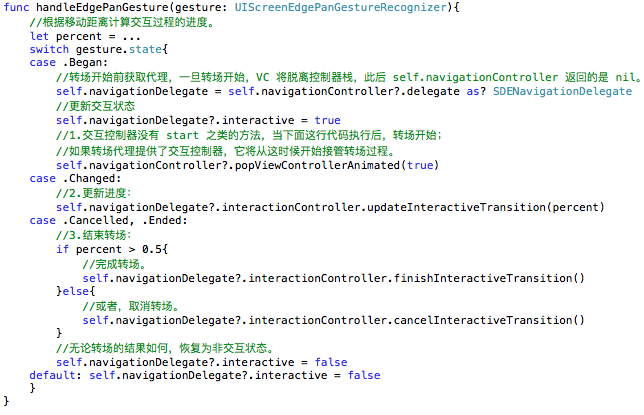 func handleEdgePanGesture(gesture: UIScreenEdgePanGestureRecognizer){
//根据移动距离计算交互过程的进度。
let percent = ...
switch gesture.state{
case .Began:
//转场开始前获取代理，一旦转场开始，VC 将脱离控制器栈，此后 self.navigationController 返回的是 nil。
self.navigationDelegate = self.navigationController?.delegate as? SDENavigationDelegate
//更新交互状态
self.navigationDelegate?.interactive = true
//1.交互控制器没有 start 之类的方法，当下面这行代码执行后，转场开始；
//如果转场代理提供了交互控制器，它将从这时候开始接管转场过程。
self.navigationController?.popViewControllerAnimated(true)
case .Changed:
//2.更新进度：
self.navigationDelegate?.interactionController.updateInteractiveTransition(percent)
case .Cancelled, .Ended:
//3.结束转场：
if percent > 0.5{
//完成转场。
self.navigationDelegate?.interactionController.finishInteractiveTransition()
}else{
//或者，取消转场。
self.navigationDelegate?.interactionController.cancelInteractiveTransition()
}
//无论转场的结果如何，恢复为非交互状态。
self.navigationDelegate?.interactive = false
default: self.navigationDelegate?.interactive = false
}
}